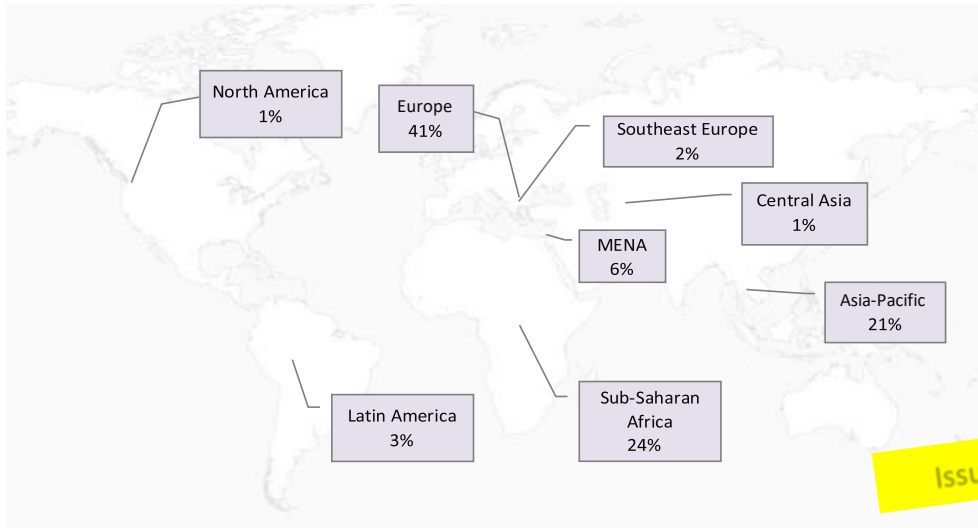 North America
1%
Europe
41%
Southeast Europe
2%
Central Asia
1%
MENA
6%
Asia-Pacific
21%
Sub-Saharan
Africa
24%
Latin America
3%